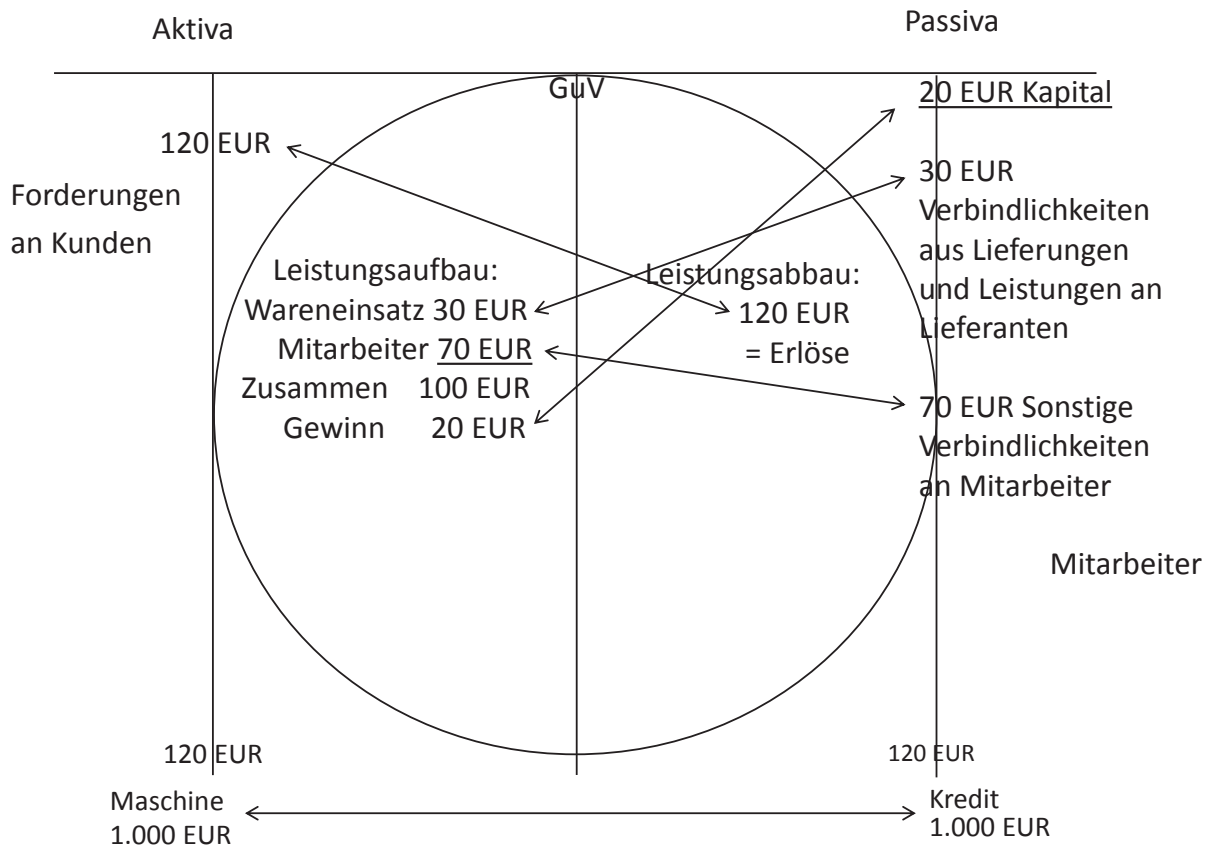 Aktiva
Passiva
GuV
120 EUR
Forderungen
an Kunden
Leistungsaufbau:
Wareneinsatz 30 EUR
Mitarbeiter 70 EUR
Zusammen 100 EUR
Gewinn 20 EUR
Leistungsabbau:
120 EUR
= Erlöse
20 EUR Kapital
30 EUR
Verbindlichkeiten
aus Lieferungen
und Leistungen an
Lieferanten
70 EUR Sonstige
Verbindlichkeiten
an Mitarbeiter
Mitarbeiter
120 EUR
120 EUR
Maschine
1.000 EUR
Kredit
1.000 EUR